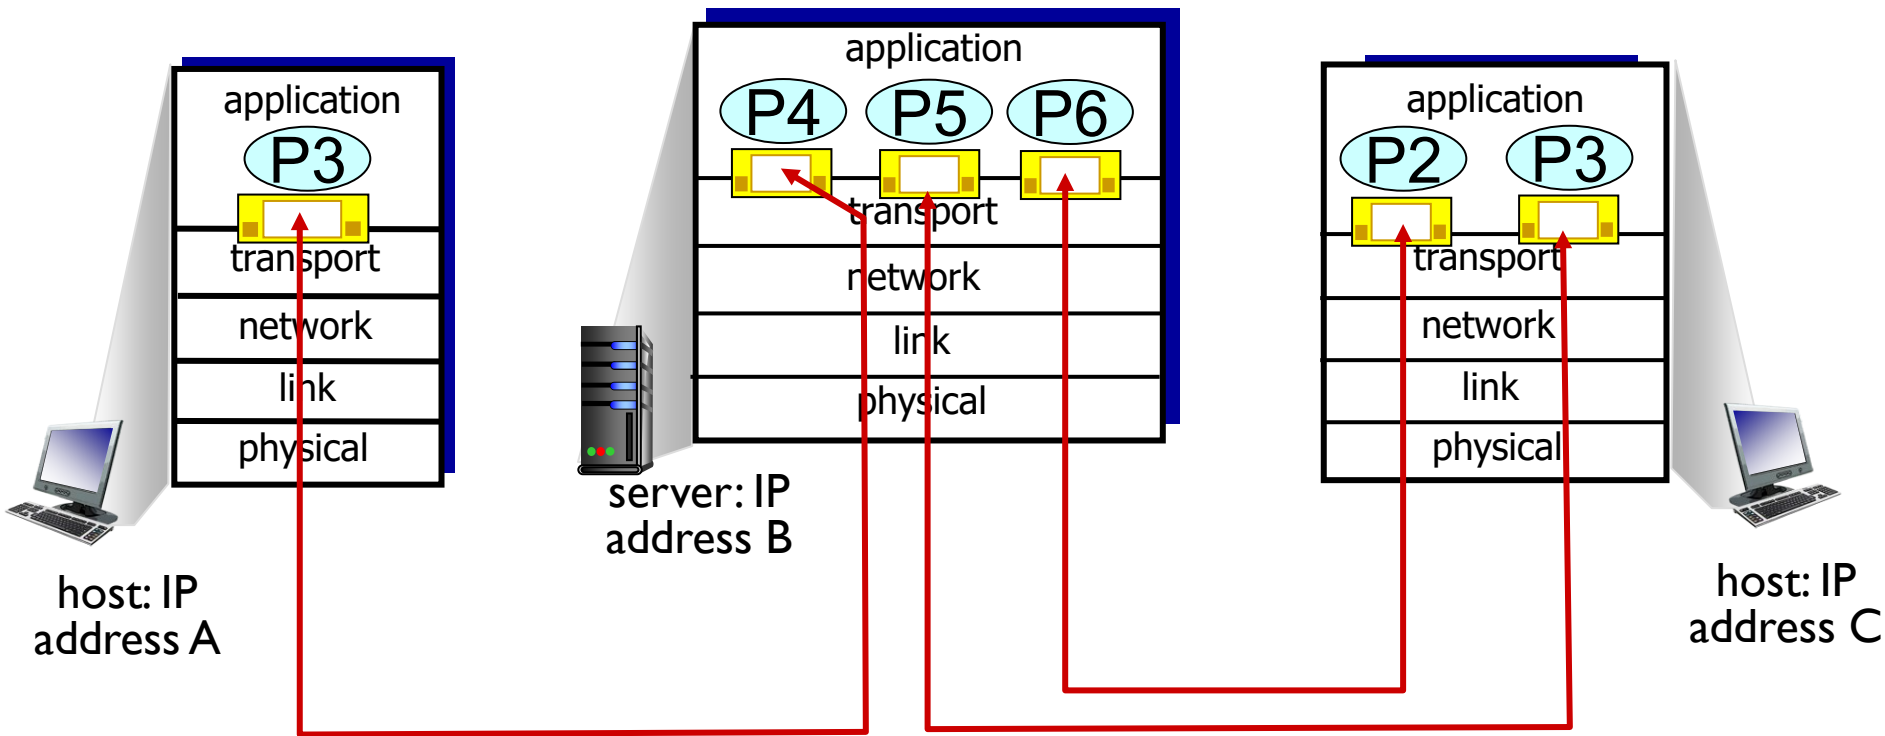 application
P3
transport
network
link
physical
host: IP
address A
application
P4 P5 P6
transport
network
link
physical
server: IP
address B
application
P2 P3
transport
network
link
physical
host: IP
address C